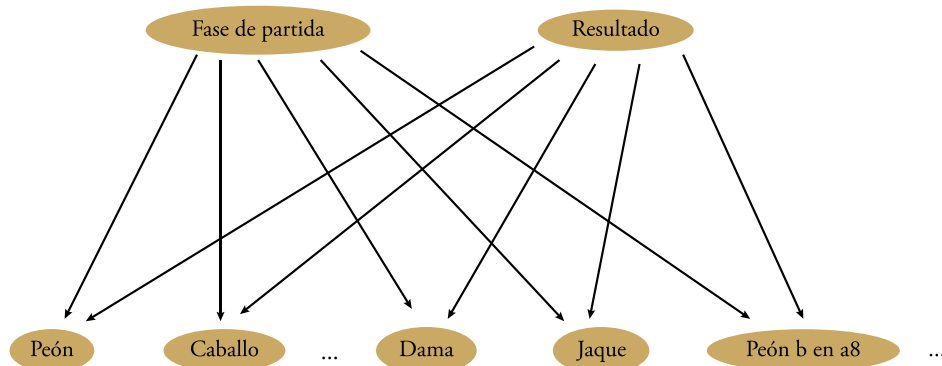 Fase de partida
Resultado
Peón
Caballo
...
Dama
Jaque
Peón b en a8
...